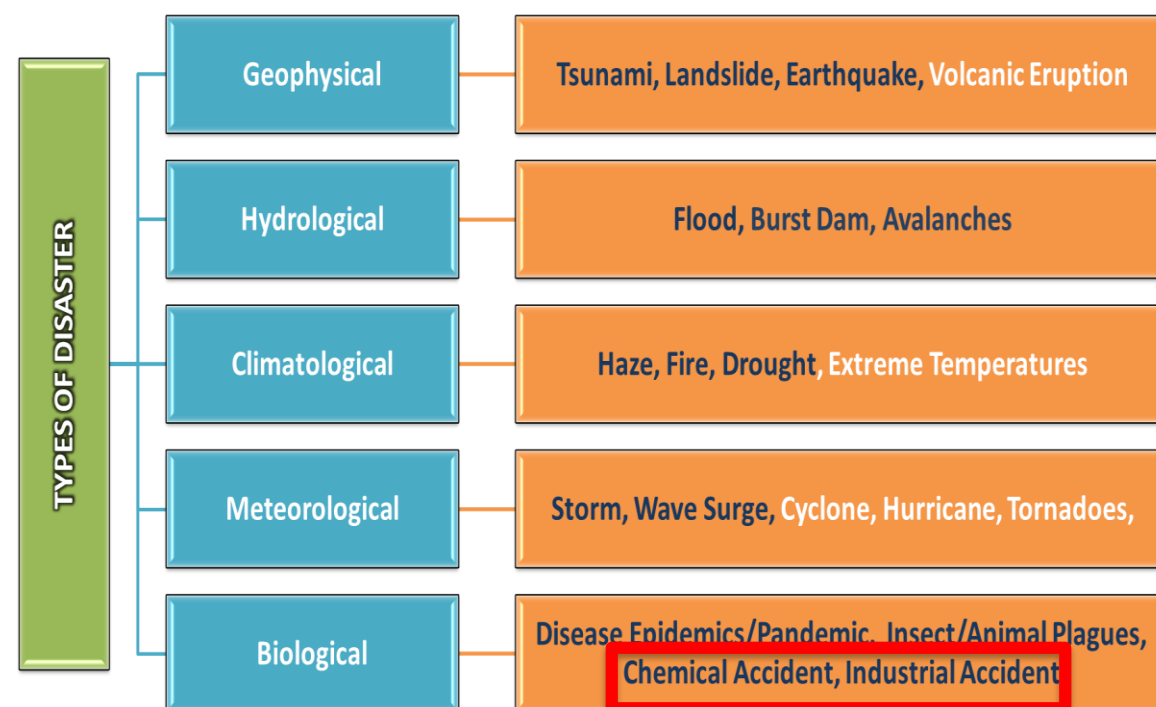 TYPES OF DISASTER
Geophysical
Tsunami, Landslide, Earthquake, Volcanic Eruption
Hydrological
Flood, Burst Dam, Avalanches
Climatological
Haze, Fire, Drought, Extreme Temperatures
Meteorological
Storm, Wave Surge, Cyclone, Hurricane, Tornadoes,
Biological
Disease Epidemics/Pandemic, Insect/Animal Plagues,
Chemical Accident, Industrial Accident